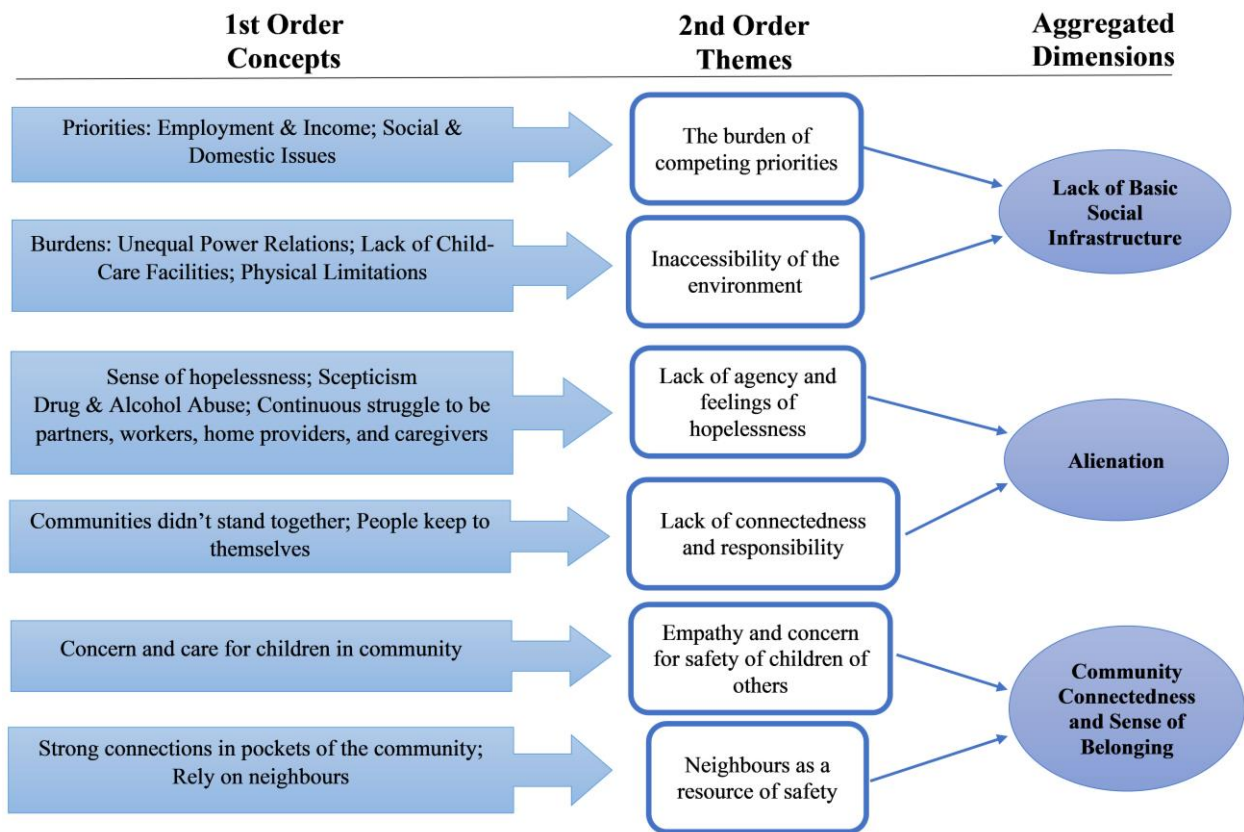 1st Order
Concepts
2nd Order
Themes
Aggregated
Dimensions
Priorities: Employment & Income; Social &
Domestic Issues
The burden of
competing priorities
Lack of Basic
Social
Infrastructure
Burdens: Unequal Power Relations; Lack of Child-
Care Facilities; Physical Limitations
Inaccessibility of the
environment
Sense of hopelessness; Scepticism
Drug & Alcohol Abuse; Continuous struggle to be
partners, workers, home providers, and caregivers
Lack of agency and
feelings of
hopelessness
Alienation
Communities didn’t stand together; People keep to
themselves
Lack of connectedness
and responsibility
Concern and care for children in community
Empathy and concern
for safety of children of
others
Community
Connectedness
and Sense of
Belonging
Strong connections in pockets of the community;
Rely on neighbours
Neighbours as a
resource of safety